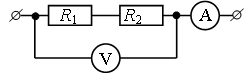 R₁ R₂ A
V